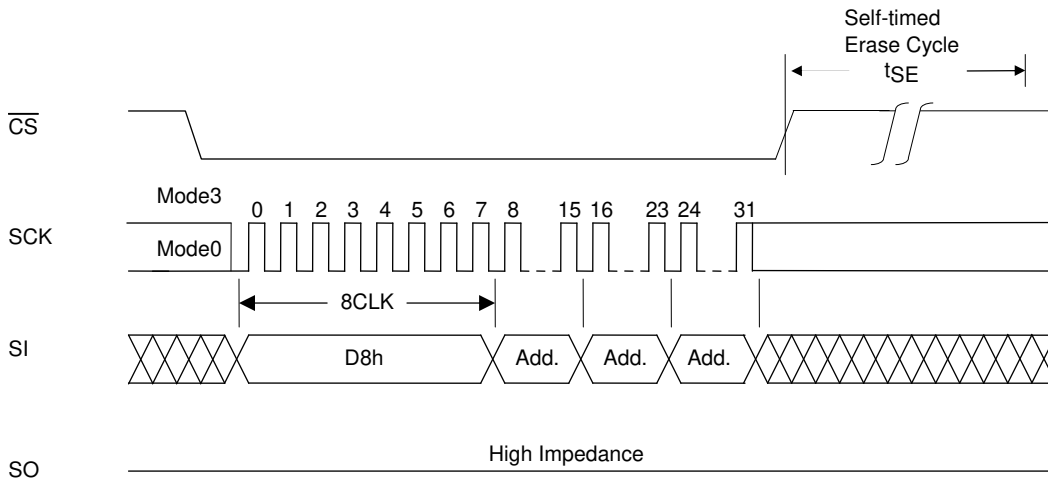 Self-timed
Erase Cycle
tSE
CS
Mode3
0 1 2 3 4 5 6 7 8 15 16 23 24 31
SCK
Mode0
8CLK
SI
D8h Add. Add. Add.
High Impedance
SO